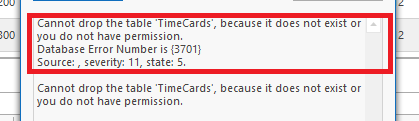 Cannot drop the table 'TimeCards', because it does not exist or
you do not have permission.
Database Error Number is {3701}
Source: , severity: 11, state: 5.
Cannot drop the table 'TimeCards', because it does not exist or
you do not have permission.